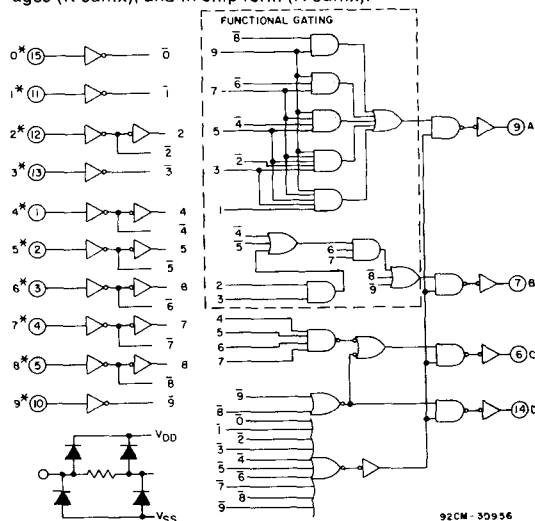 ages (K suffix), and in chip form (H suffix).
FUNCTIONAL GATING
0* 15 0̅
1* 11 1̅
2* 12 2
2̅
3* 13 3̅
4* 1 4
4̅
5* 2 5
5̅
6* 3 8
6̅
7* 4 7
7̅
8* 5 8
8̅
9* 10 9̅
VDD
VSS
8̅
9
6̅
7
4̅
5
2̅
3
1
9 A
4̅
5̅
6
7
8̅
9̅
2
3
7 B
4
5
6
7
6 C
9̅
8̅
14 D
0̅
1̅
2̅
3̅
4̅
5̅
6̅
7̅
8̅
9̅
92CM-30956